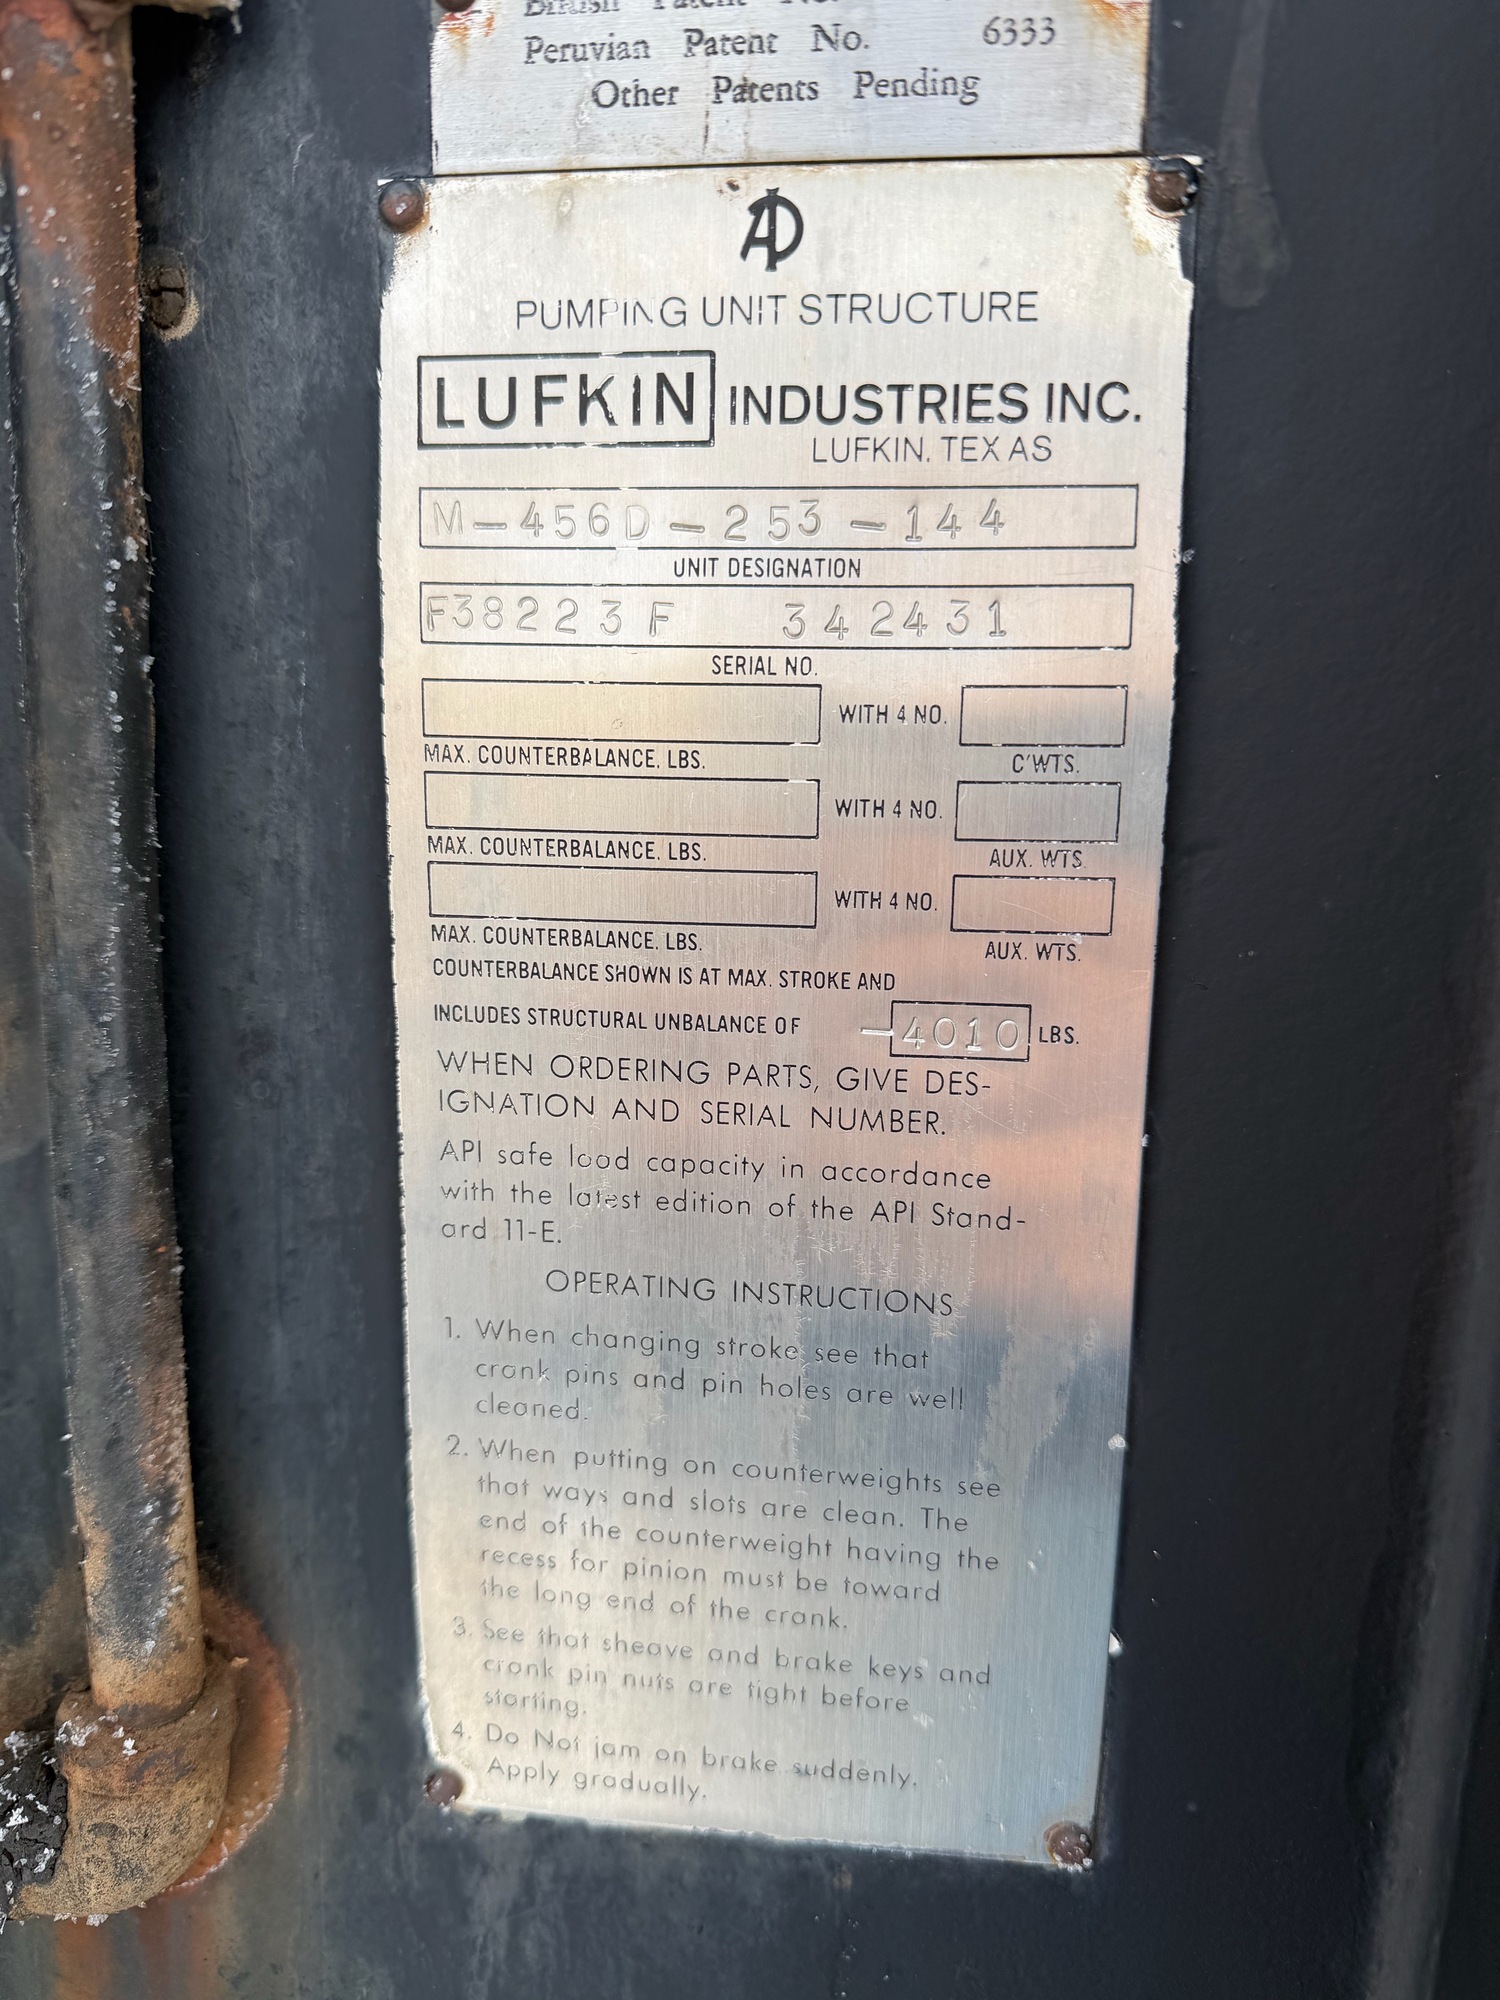 British Patent No.
Peruvian Patent No. 6333
Other Patents Pending
PUMPING UNIT STRUCTURE
LUFKIN INDUSTRIES INC.
LUFKIN, TEXAS
M-456D-253-144
UNIT DESIGNATION
F38223F 342431
SERIAL NO.
WITH 4 NO.
MAX. COUNTERBALANCE, LBS. C'WTS.
WITH 4 NO.
MAX. COUNTERBALANCE, LBS. AUX. WTS.
WITH 4 NO.
MAX. COUNTERBALANCE, LBS. AUX. WTS.
COUNTERBALANCE SHOWN IS AT MAX. STROKE AND
INCLUDES STRUCTURAL UNBALANCE OF -4010 LBS.
WHEN ORDERING PARTS, GIVE DES-
IGNATION AND SERIAL NUMBER.
API safe load capacity in accordance
with the latest edition of the API Stand-
ard 11-E.
OPERATING INSTRUCTIONS
1. When changing stroke see that
crank pins and pin holes are well
cleaned.
2. When putting on counterweights see
that ways and slots are clean. The
end of the counterweight having the
recess for pinion must be toward
the long end of the crank.
3. See that sheave and brake keys and
crank pin nuts are tight before
starting.
4. Do Not jam on brake suddenly.
Apply gradually.